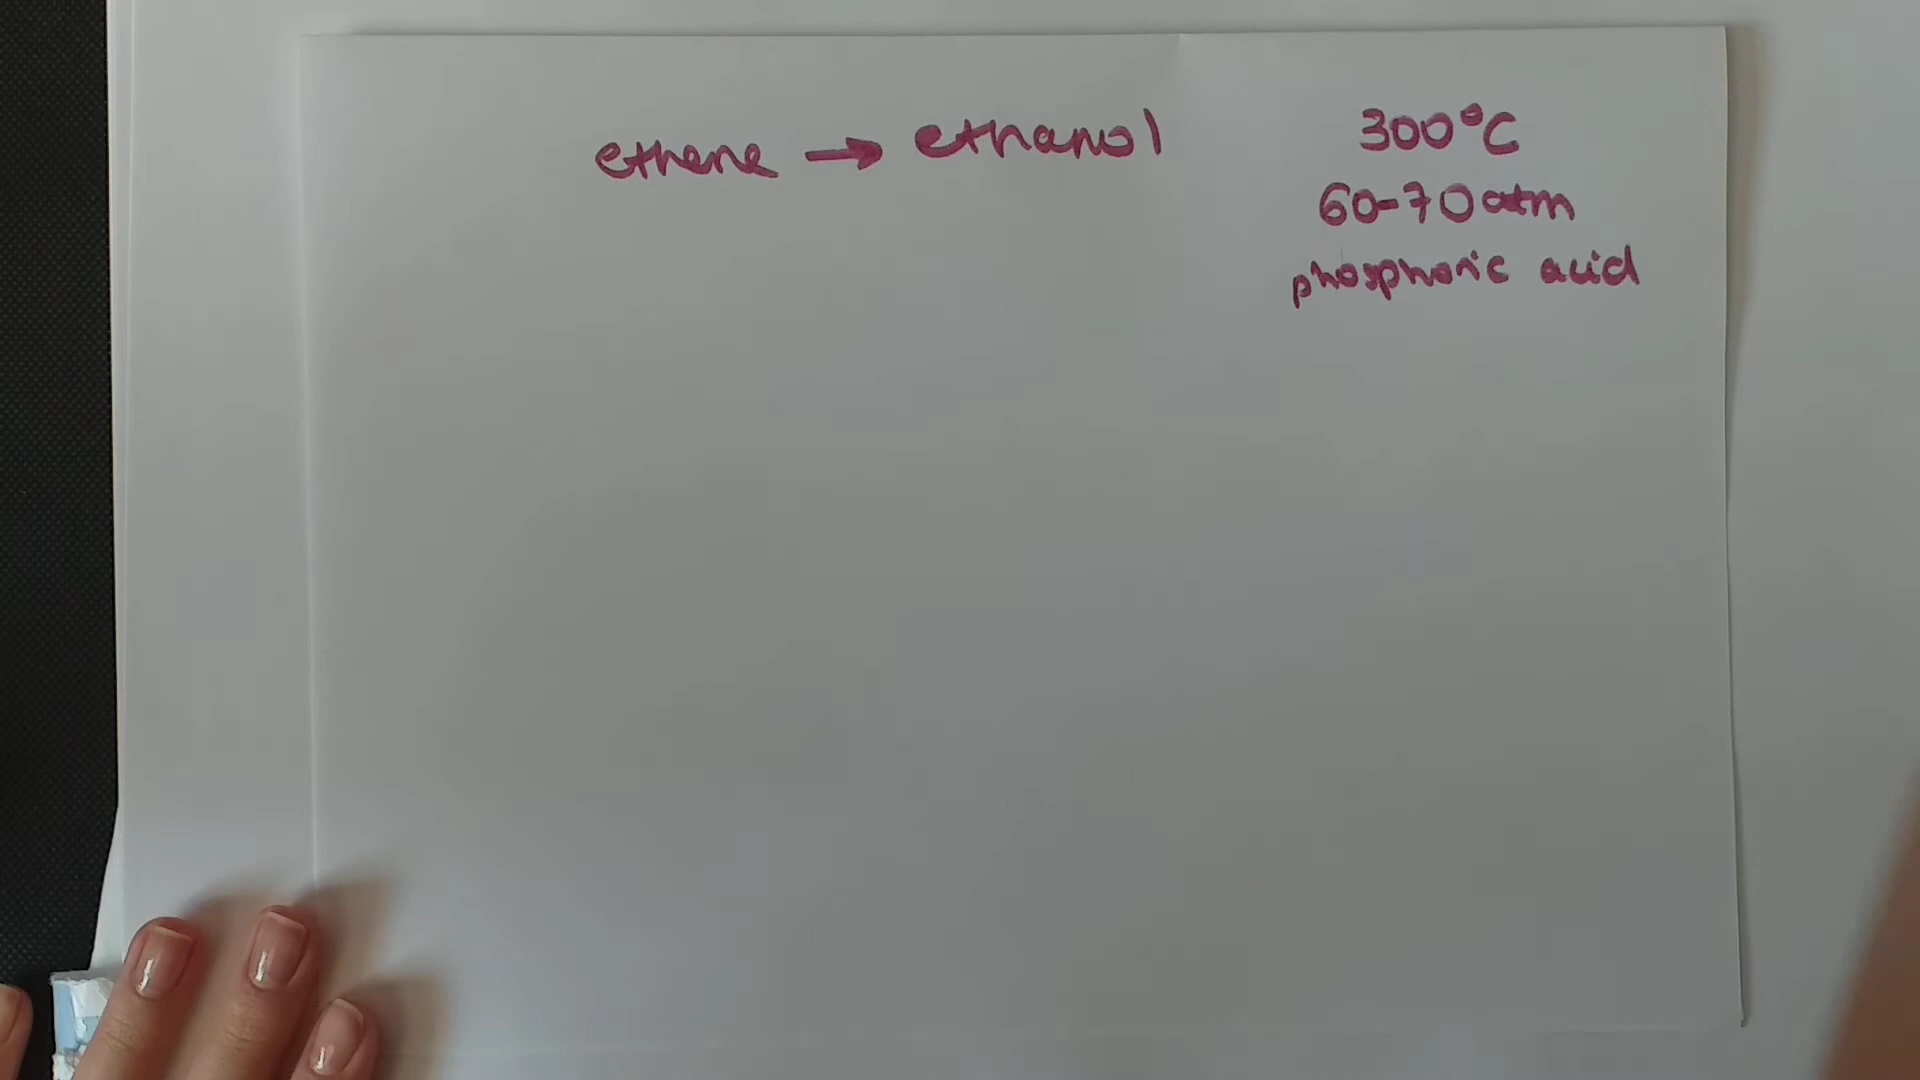 ethene → ethanol
300°C
60-70atm
phosphoric acid